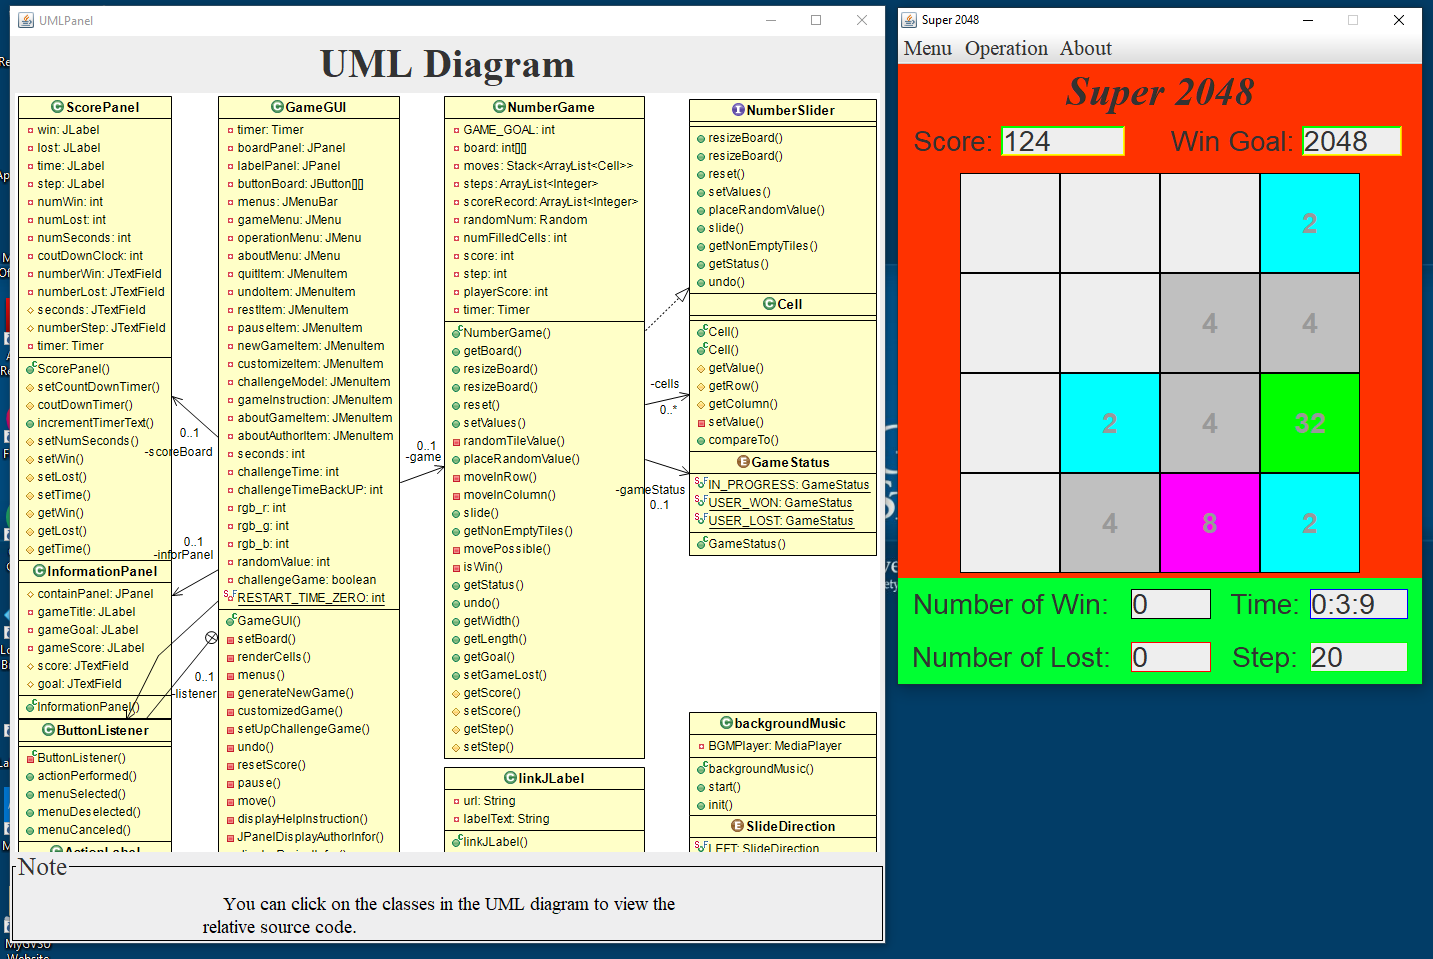 UMLPanel
UML Diagram
ScorePanel
win: JLabel
lost: JLabel
time: JLabel
step: JLabel
numWin: int
numLost: int
numSeconds: int
coutDownClock: int
numberWin: JTextField
numberLost: JTextField
seconds: JTextField
numberStep: JTextField
timer: Timer
ScorePanel()
setCountDownTimer()
coutDownTimer()
incrementTimerText()
setNumSeconds()
setWin()
setLost()
setTime()
getWin()
getLost()
getTime()
InformationPanel
containPanel: JPanel
gameTitle: JLabel
gameGoal: JLabel
gameScore: JLabel
score: JTextField
goal: JTextField
InformationPanel()
ButtonListener
ButtonListener()
actionPerformed()
menuSelected()
menuDeselected()
menuCanceled()
ActionLabel
0..1
-scoreBoard
0..1
-inforPanel
0..1
-listener
GameGUI
timer: Timer
boardPanel: JPanel
labelPanel: JPanel
buttonBoard: JButton[][]
menus: JMenuBar
gameMenu: JMenu
operationMenu: JMenu
aboutMenu: JMenu
quitItem: JMenuItem
undoItem: JMenuItem
restItem: JMenuItem
pauseItem: JMenuItem
newGameItem: JMenuItem
customizeItem: JMenuItem
challengeModel: JMenuItem
gameInstruction: JMenuItem
aboutGameItem: JMenuItem
aboutAuthorItem: JMenuItem
seconds: int
challengeTime: int
challengeTimeBackUP: int
rgb_r: int
rgb_g: int
rgb_b: int
randomValue: int
challengeGame: boolean
RESTART_TIME_ZERO: int
GameGUI()
setBoard()
renderCells()
menus()
generateNewGame()
customizedGame()
setUpChallengeGame()
undo()
resetScore()
pause()
move()
displayHelpInstruction()
JPanelDisplayAuthorInfor()
0..1
-game
NumberGame
GAME_GOAL: int
board: int[][]
moves: Stack<ArrayList<Cell>>
steps: ArrayList<Integer>
scoreRecord: ArrayList<Integer>
randomNum: Random
numFilledCells: int
score: int
step: int
playerScore: int
timer: Timer
NumberGame()
getBoard()
resizeBoard()
resizeBoard()
reset()
setValues()
randomTileValue()
placeRandomValue()
moveInRow()
moveInColumn()
slide()
getNonEmptyTiles()
movePossible()
isWin()
getStatus()
undo()
getWidth()
getLength()
getGoal()
setGameLost()
getScore()
setScore()
getStep()
setStep()
linkJLabel
url: String
labelText: String
linkJLabel()
-cells
0..*
-gameStatus
0..1
NumberSlider
resizeBoard()
resizeBoard()
reset()
setValues()
placeRandomValue()
slide()
getNonEmptyTiles()
getStatus()
undo()
Cell
Cell()
Cell()
getValue()
getRow()
getColumn()
setValue()
compareTo()
GameStatus
IN_PROGRESS: GameStatus
USER_WON: GameStatus
USER_LOST: GameStatus
GameStatus()
backgroundMusic
BGMPlayer: MediaPlayer
backgroundMusic()
start()
init()
SlideDirection
LEFT: SlideDirection
Note
You can click on the classes in the UML diagram to view the
relative source code.
MyGVSU
Website
Super 2048
Menu Operation About
Super 2048
Score: 124 Win Goal: 2048
2
4 4
2 4 32
4 8 2
Number of Win: 0 Time: 0:3:9
Number of Lost: 0 Step: 20